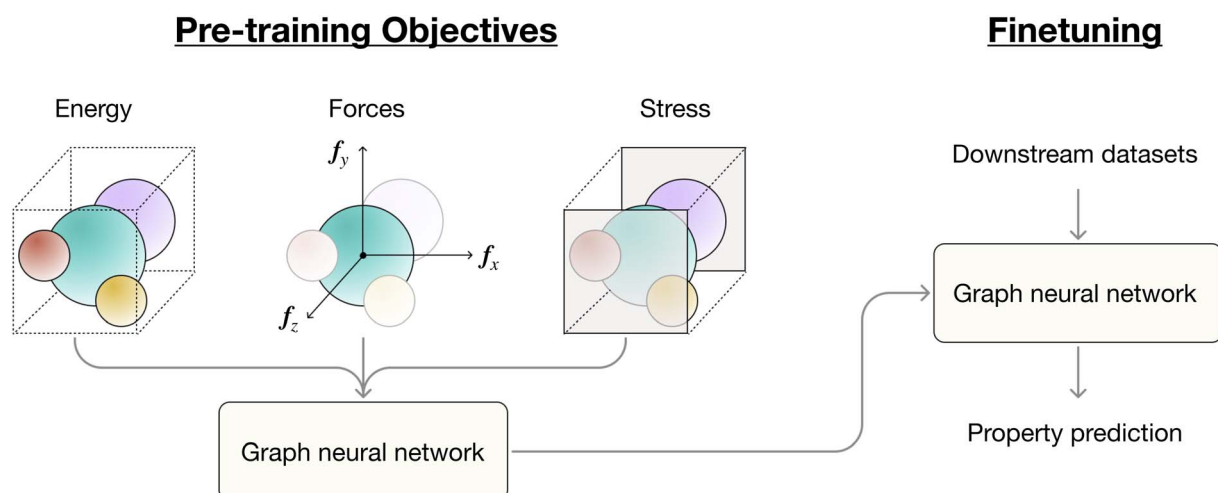 Pre-training Objectives
Finetuning
Energy
Forces
Stress
f_y
f_x
f_z
Downstream datasets
Graph neural network
Property prediction
Graph neural network